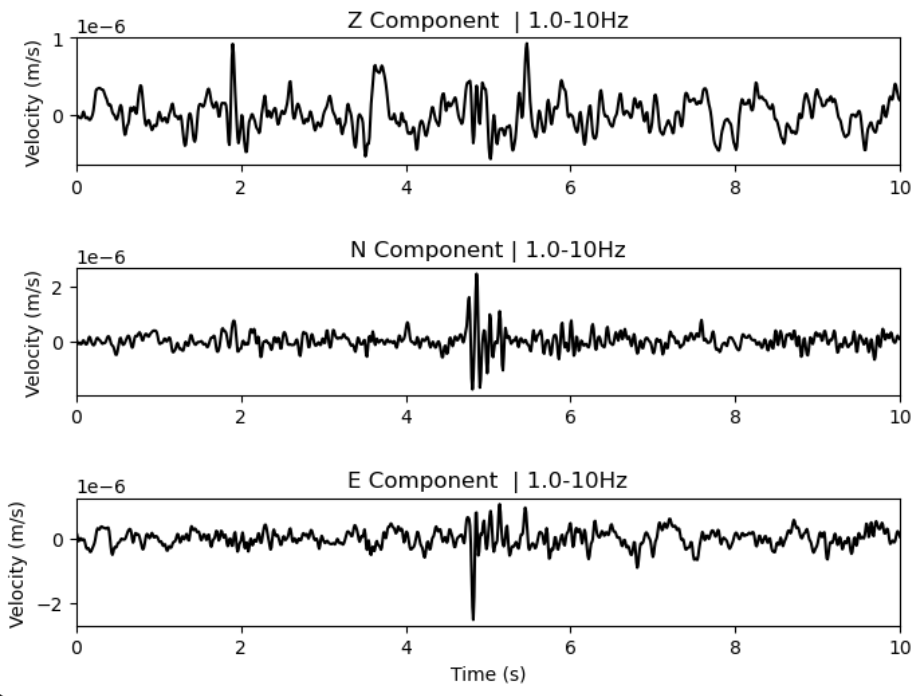 Z Component | 1.0-10Hz
1e−6
Velocity (m/s)
1
0
0 2 4 6 8 10
N Component | 1.0-10Hz
1e−6
Velocity (m/s)
2
0
0 2 4 6 8 10
E Component | 1.0-10Hz
1e−6
Velocity (m/s)
0
−2
0 2 4 6 8 10
Time (s)